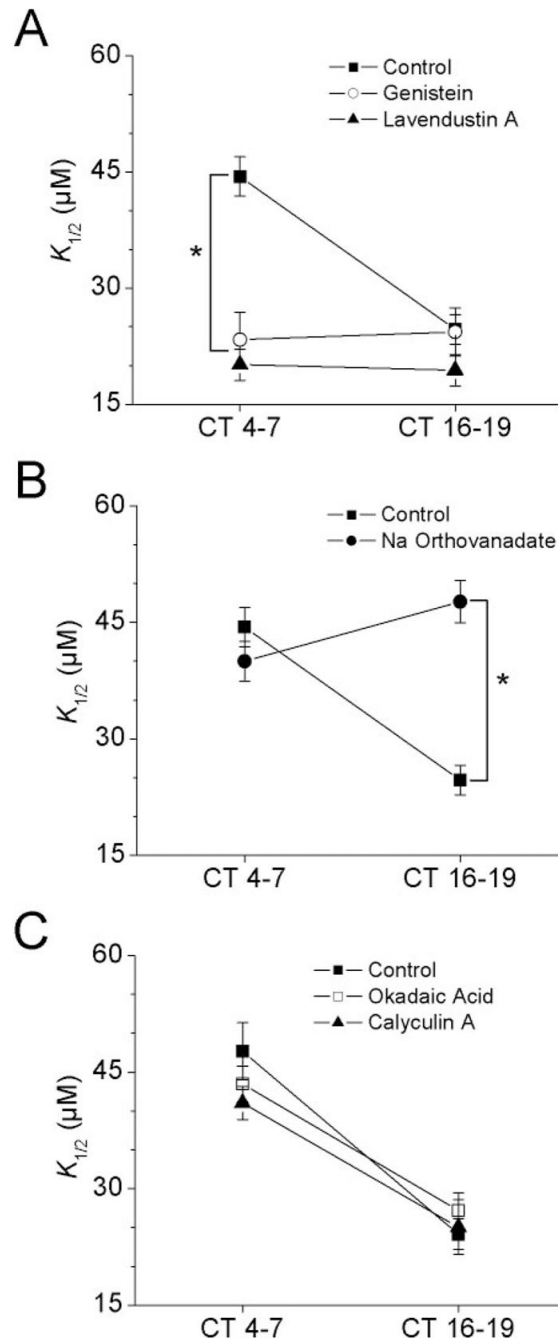 A
60
Control
Genistein
Lavendustin A
45
K1/2 (μM)
*
30
15
CT 4-7 CT 16-19
B
60
Control
Na Orthovanadate
45
K1/2 (μM)
*
30
15
CT 4-7 CT 16-19
C
60
Control
Okadaic Acid
Calyculin A
45
K1/2 (μM)
30
15
CT 4-7 CT 16-19